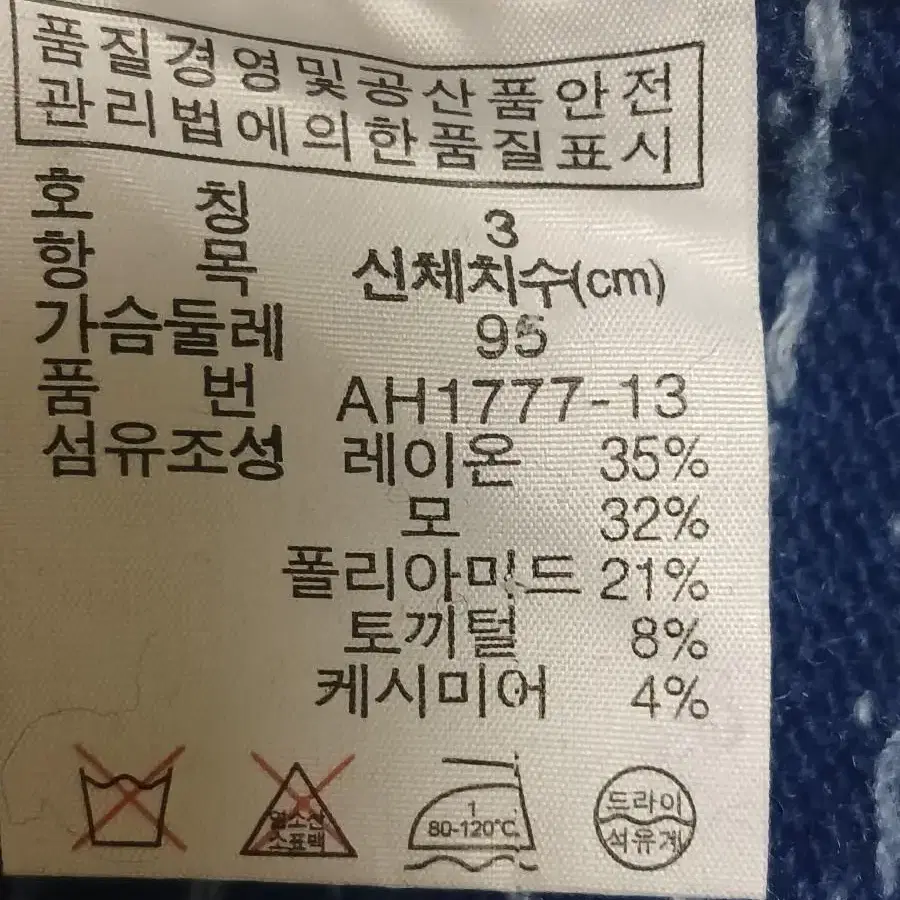 품질경영및공산품안전
관리법에의한품질표시
호 칭 3
항 목 신체치수(cm)
가슴둘레 95
품 번 AH1777-13
섬유조성 레이온 35%
모 32%
폴리아미드 21%
토끼털 8%
케시미어 4%
염소산
소표백
1
80-120°C
드라이
석유계